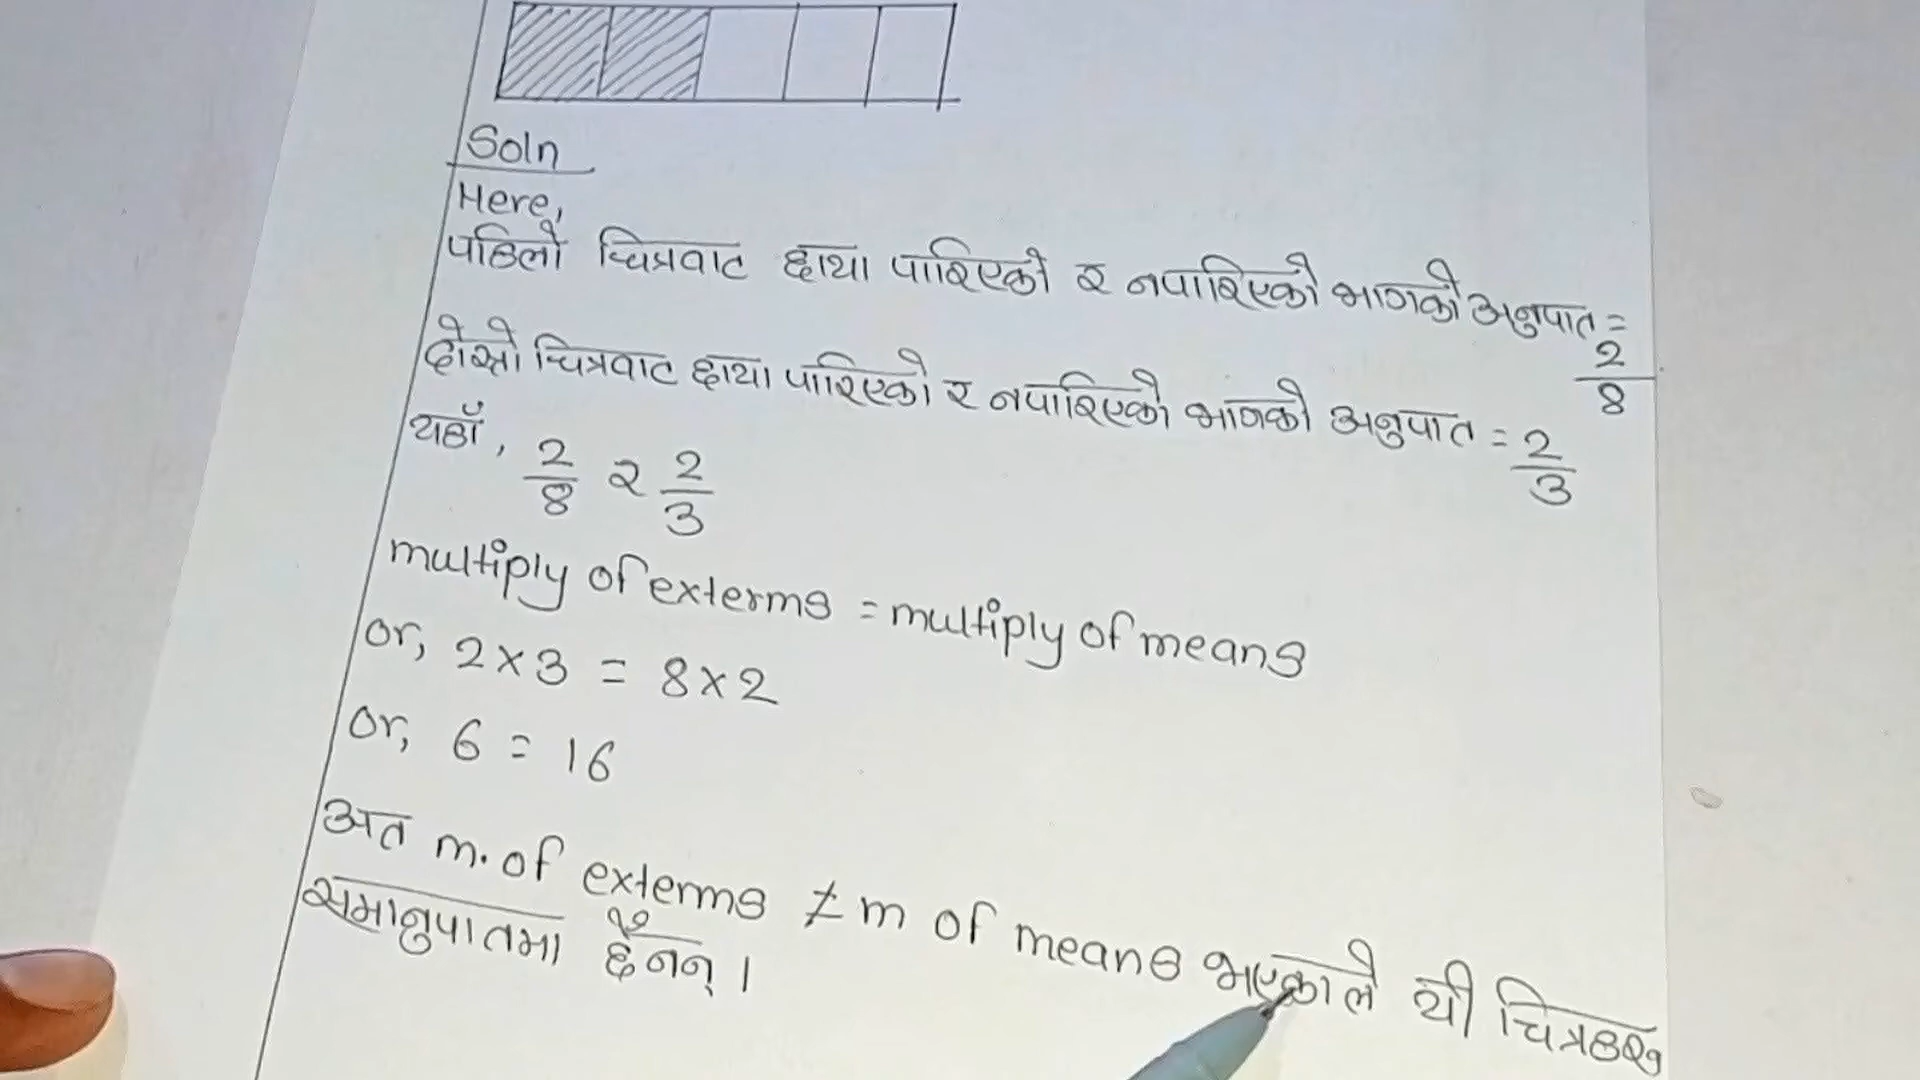 Soln
Here,
पहिलो चित्रवाट छाया पारिएको र नपारिएको भागको अनुपात =
2
8
दोस्रो चित्रवाट छाया पारिएको र नपारिएको भागको अनुपात = 2
3
यहाँ, 2 र 2
8 3
multiply of exterms = multiply of means
or, 2×3 = 8×2
or, 6 = 16
अत m. of exterms ≠ m of means भएकाले यी चित्रहरु
समानुपातमा छैनन् ।